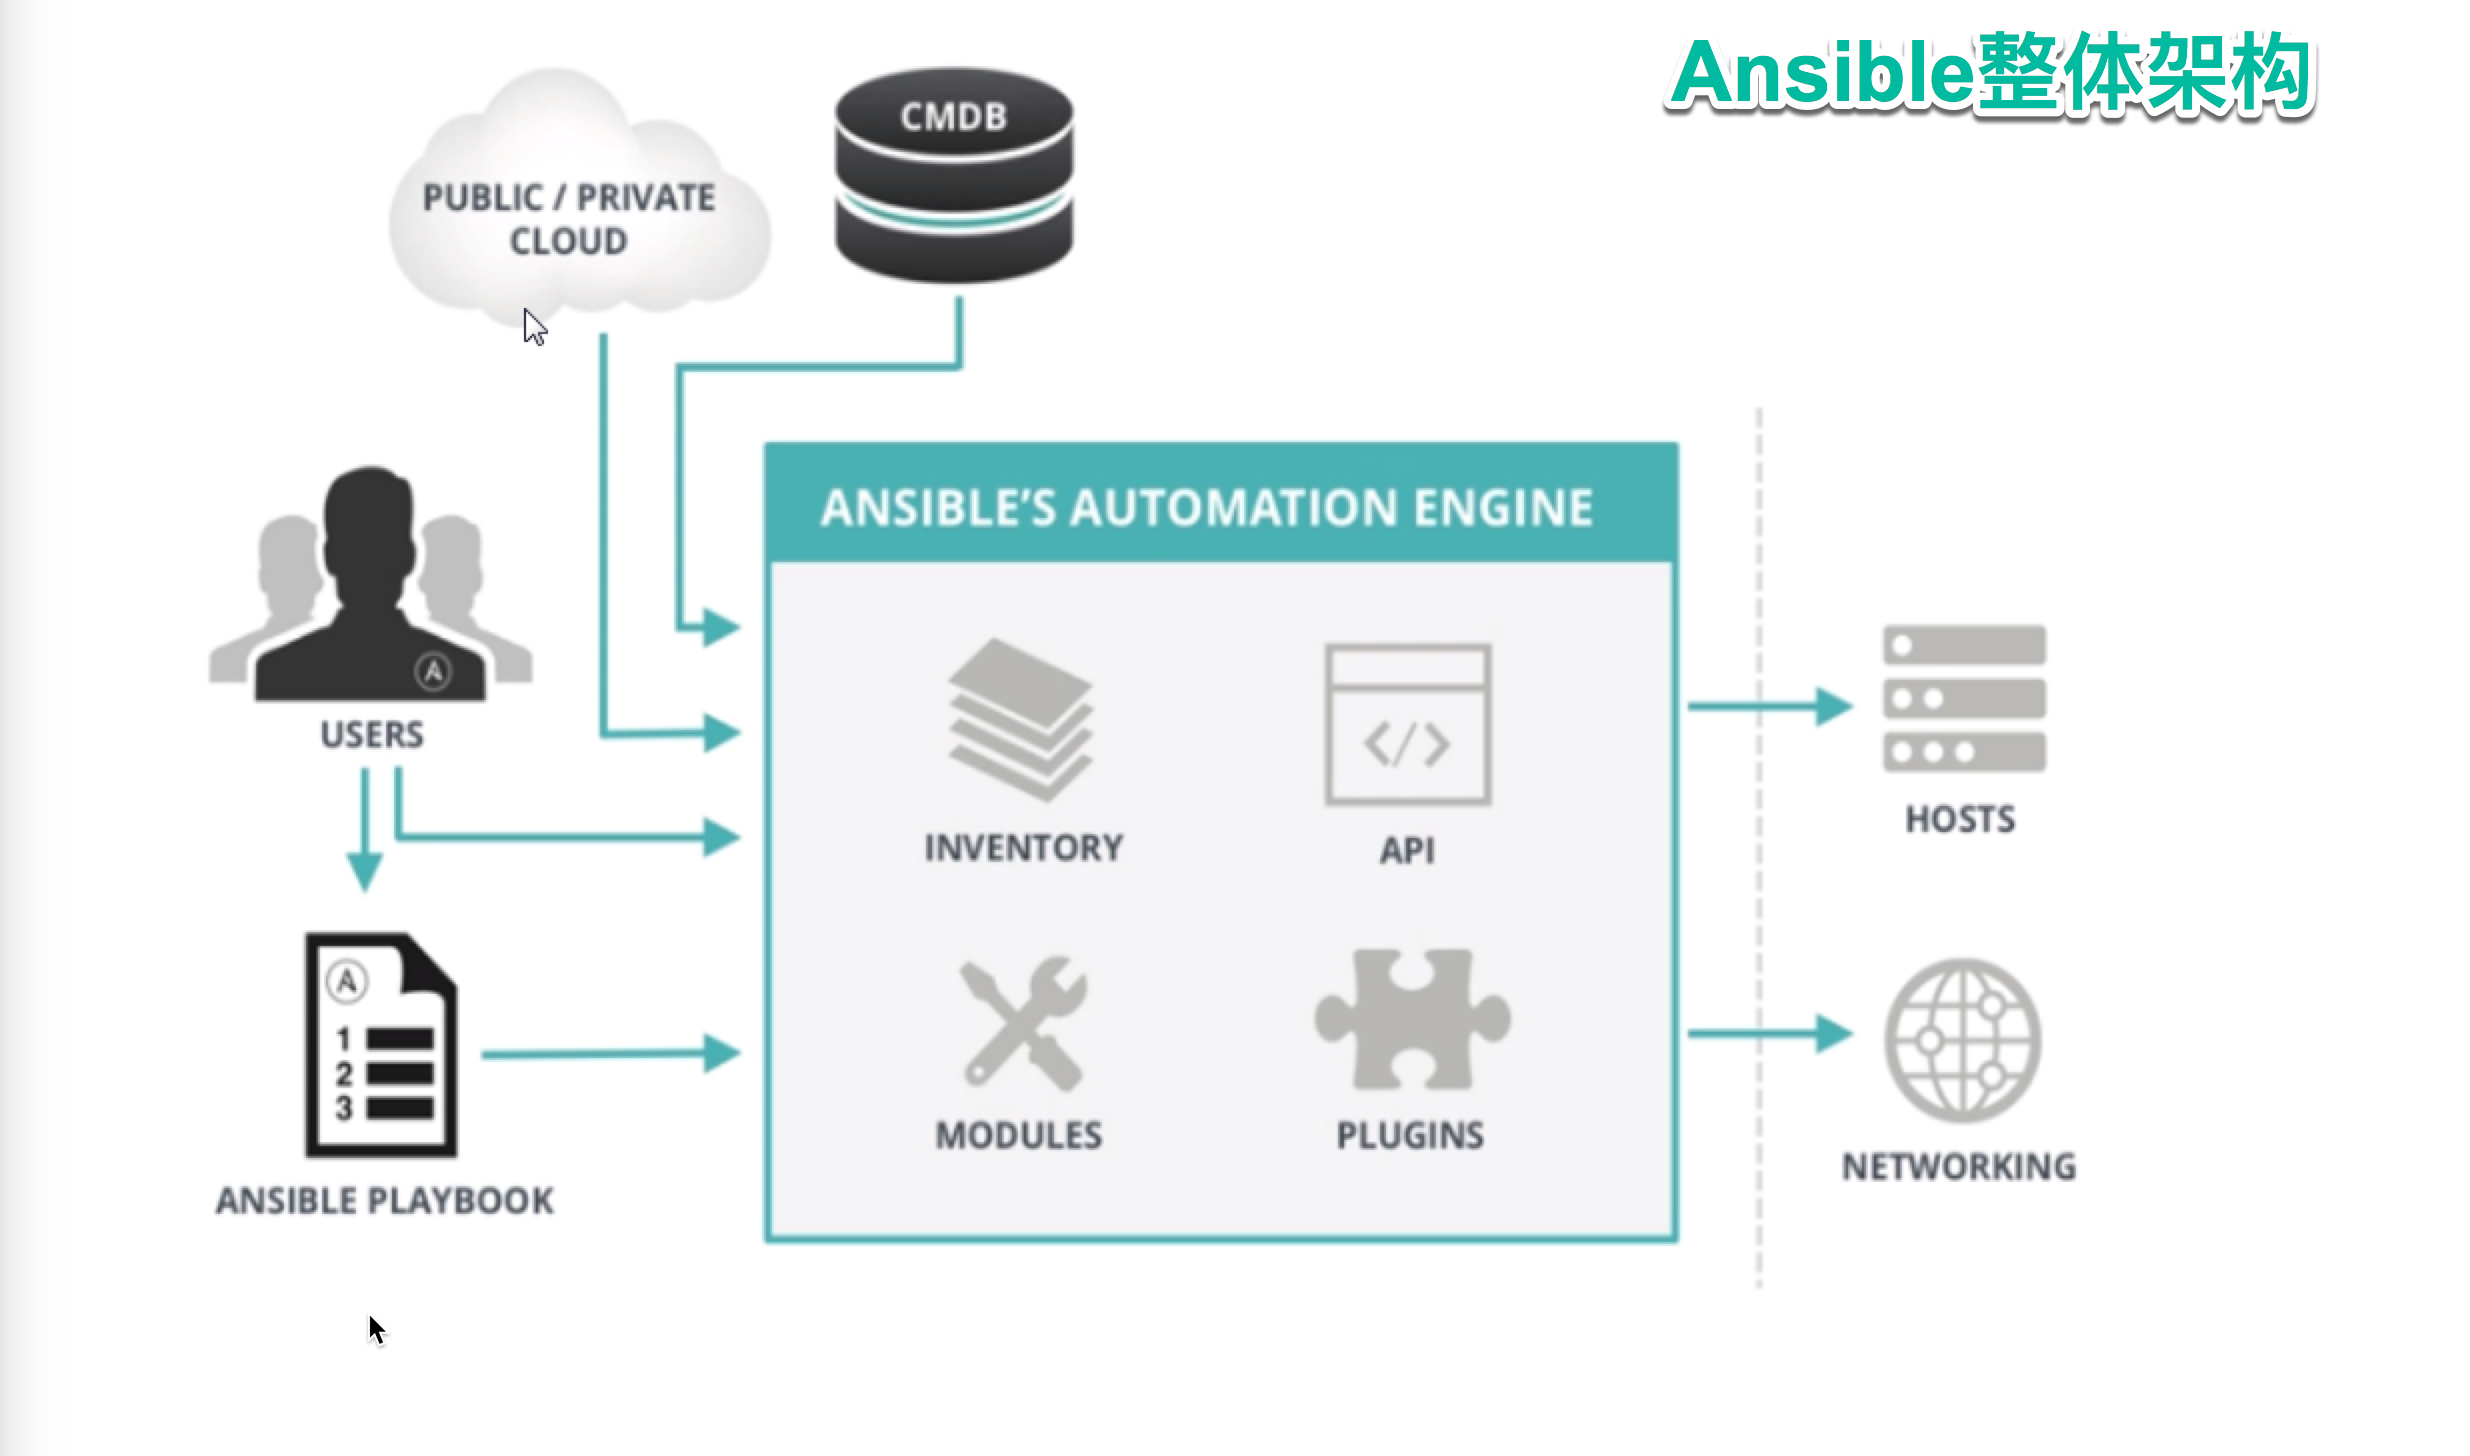 Ansible整体架构
PUBLIC / PRIVATE
CLOUD
CMDB
ANSIBLE'S AUTOMATION ENGINE
A
USERS
INVENTORY
API
HOSTS
A
1
2
3
ANSIBLE PLAYBOOK
MODULES
PLUGINS
NETWORKING